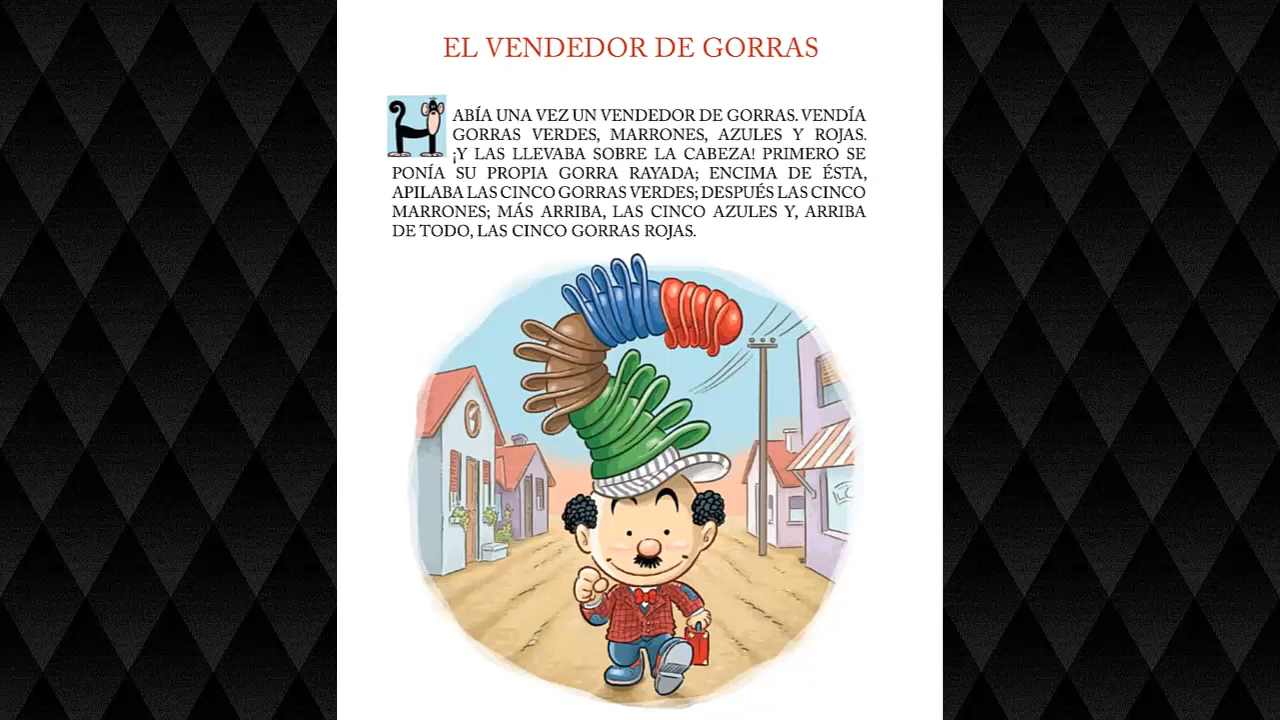 EL VENDEDOR DE GORRAS
HABÍA UNA VEZ UN VENDEDOR DE GORRAS. VENDÍA
GORRAS VERDES, MARRONES, AZULES Y ROJAS.
¡Y LAS LLEVABA SOBRE LA CABEZA! PRIMERO SE
PONÍA SU PROPIA GORRA RAYADA; ENCIMA DE ÉSTA,
APILABA LAS CINCO GORRAS VERDES; DESPUÉS LAS CINCO
MARRONES; MÁS ARRIBA, LAS CINCO AZULES Y, ARRIBA
DE TODO, LAS CINCO GORRAS ROJAS.